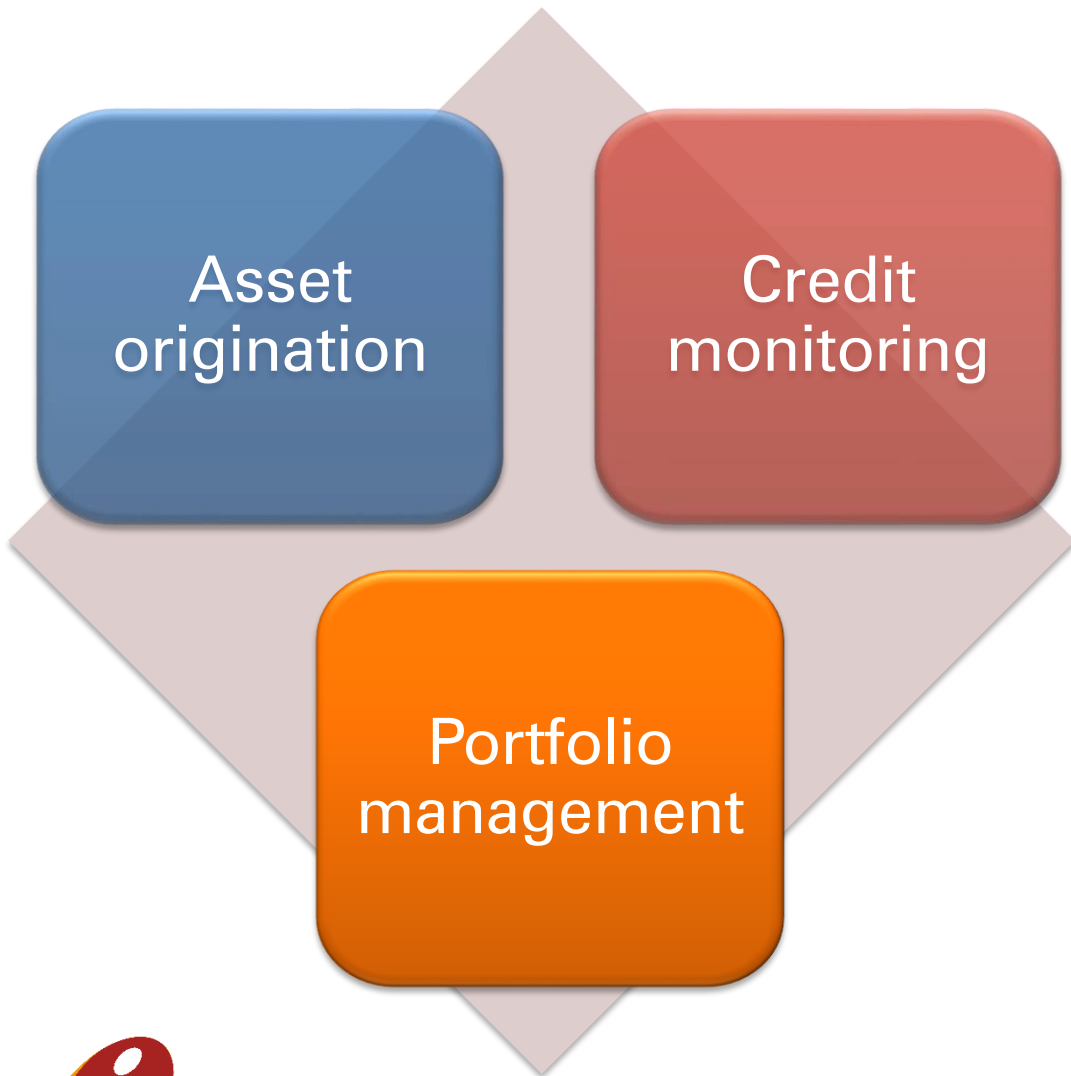 Asset
origination
Credit
monitoring
Portfolio
management